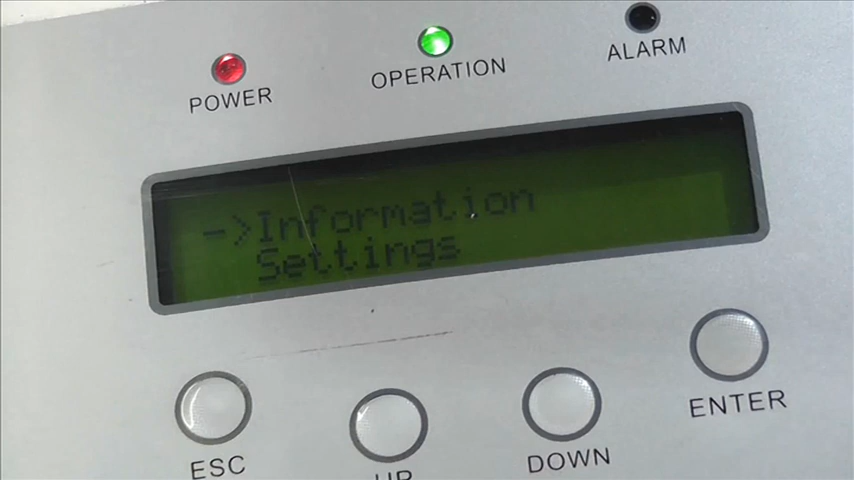 POWER
OPERATION
ALARM
->Information
Settings
ESC
UP
DOWN
ENTER